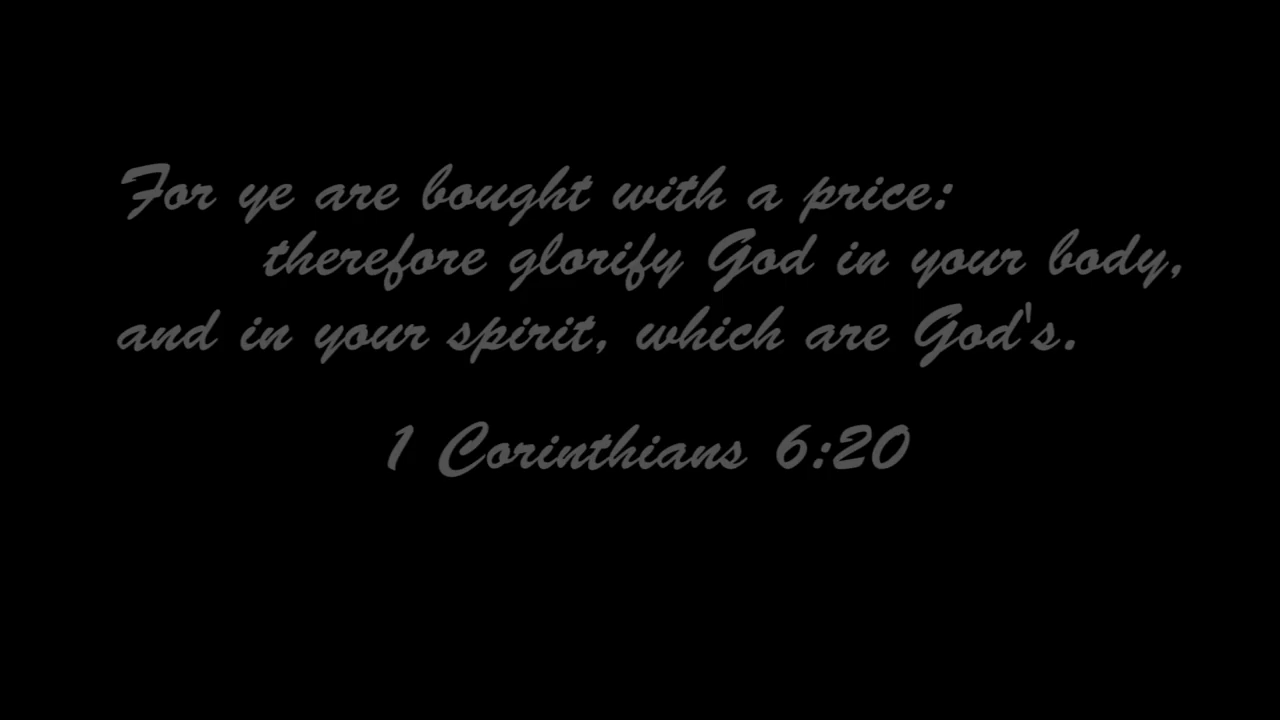 For ye are bought with a price:
therefore glorify God in your body,
and in your spirit, which are God's.
1 Corinthians 6:20